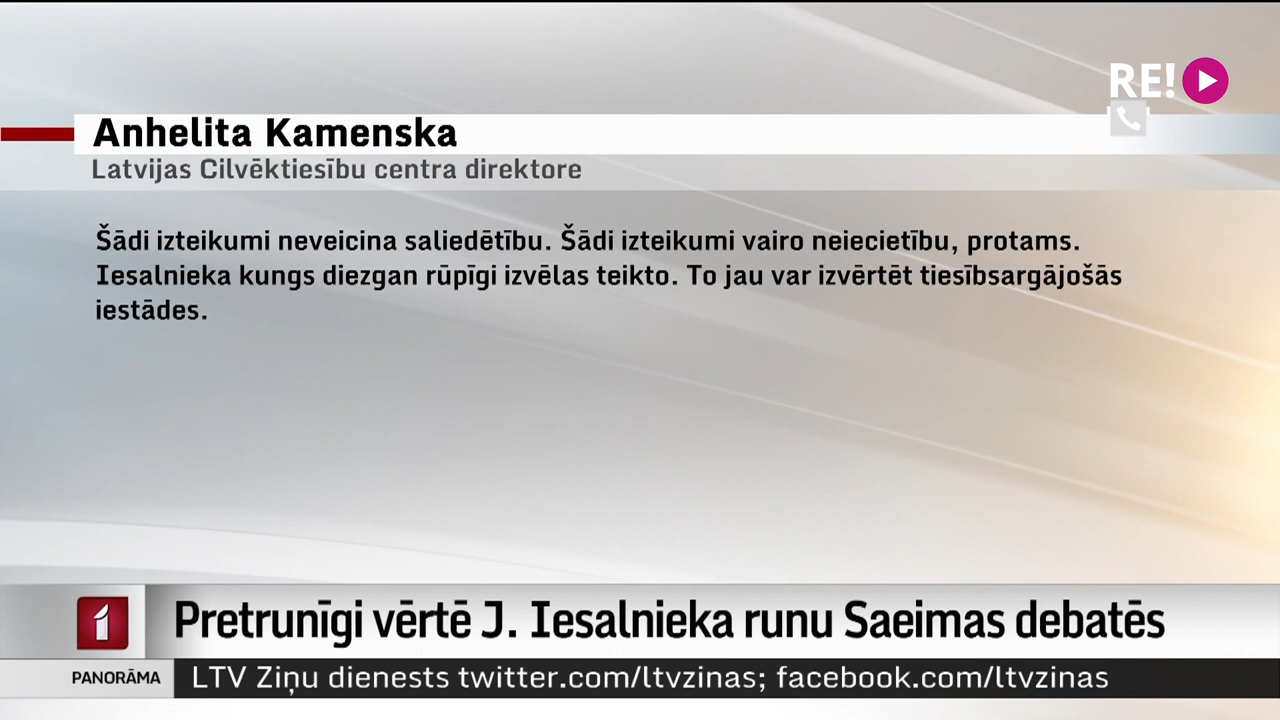 RE!
Anhelita Kamenska
Latvijas Cilvēktiesību centra direktore
Šādi izteikumi neveicina saliedētību. Šādi izteikumi vairo neiecietību, protams.
Iesalnieka kungs diezgan rūpīgi izvēlas teikto. To jau var izvērtēt tiesībsargājošās
iestādes.
1
Pretrunīgi vērtē J. Iesalnieka runu Saeimas debatēs
PANORĀMA
LTV Ziņu dienests twitter.com/ltvzinas; facebook.com/ltvzinas